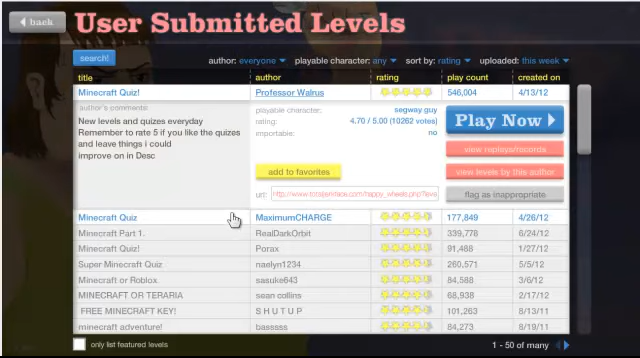 back
User Submitted Levels
search!
author: everyone playable character: any sort by: rating uploaded: this week
title author rating play count created on
Minecraft Quiz! Professor Walrus 546,004 4/13/12
author's comments:
New levels and quizes everyday
Remember to rate 5 if you like the quizes
and leave things i could
improve on in Desc
playable character: segway guy
rating: 4.70 / 5.00 (10262 votes)
importable: no
add to favorites
url: http://www.totaljerkface.com/happy_wheels.php?leve
Play Now
view replays/records
view levels by this author
flag as inappropriate
Minecraft Quiz MaximumCHARGE 177,849 4/26/12
Minecraft Part 1. RealDarkOrbit 339,778 6/24/12
Minecraft Quiz! Porax 91,488 1/27/12
Super Minecraft Quiz naelyn1234 260,571 5/5/12
Minecraft or Roblox sasuke643 84,588 3/6/12
MINECRAFT OR TERARIA sean collins 68,938 2/17/12
FREE MINECRAFT KEY! S H U T U P 101,263 8/13/11
minecraft adventure! basssss 84,273 8/19/11
only list featured levels
1 - 50 of many